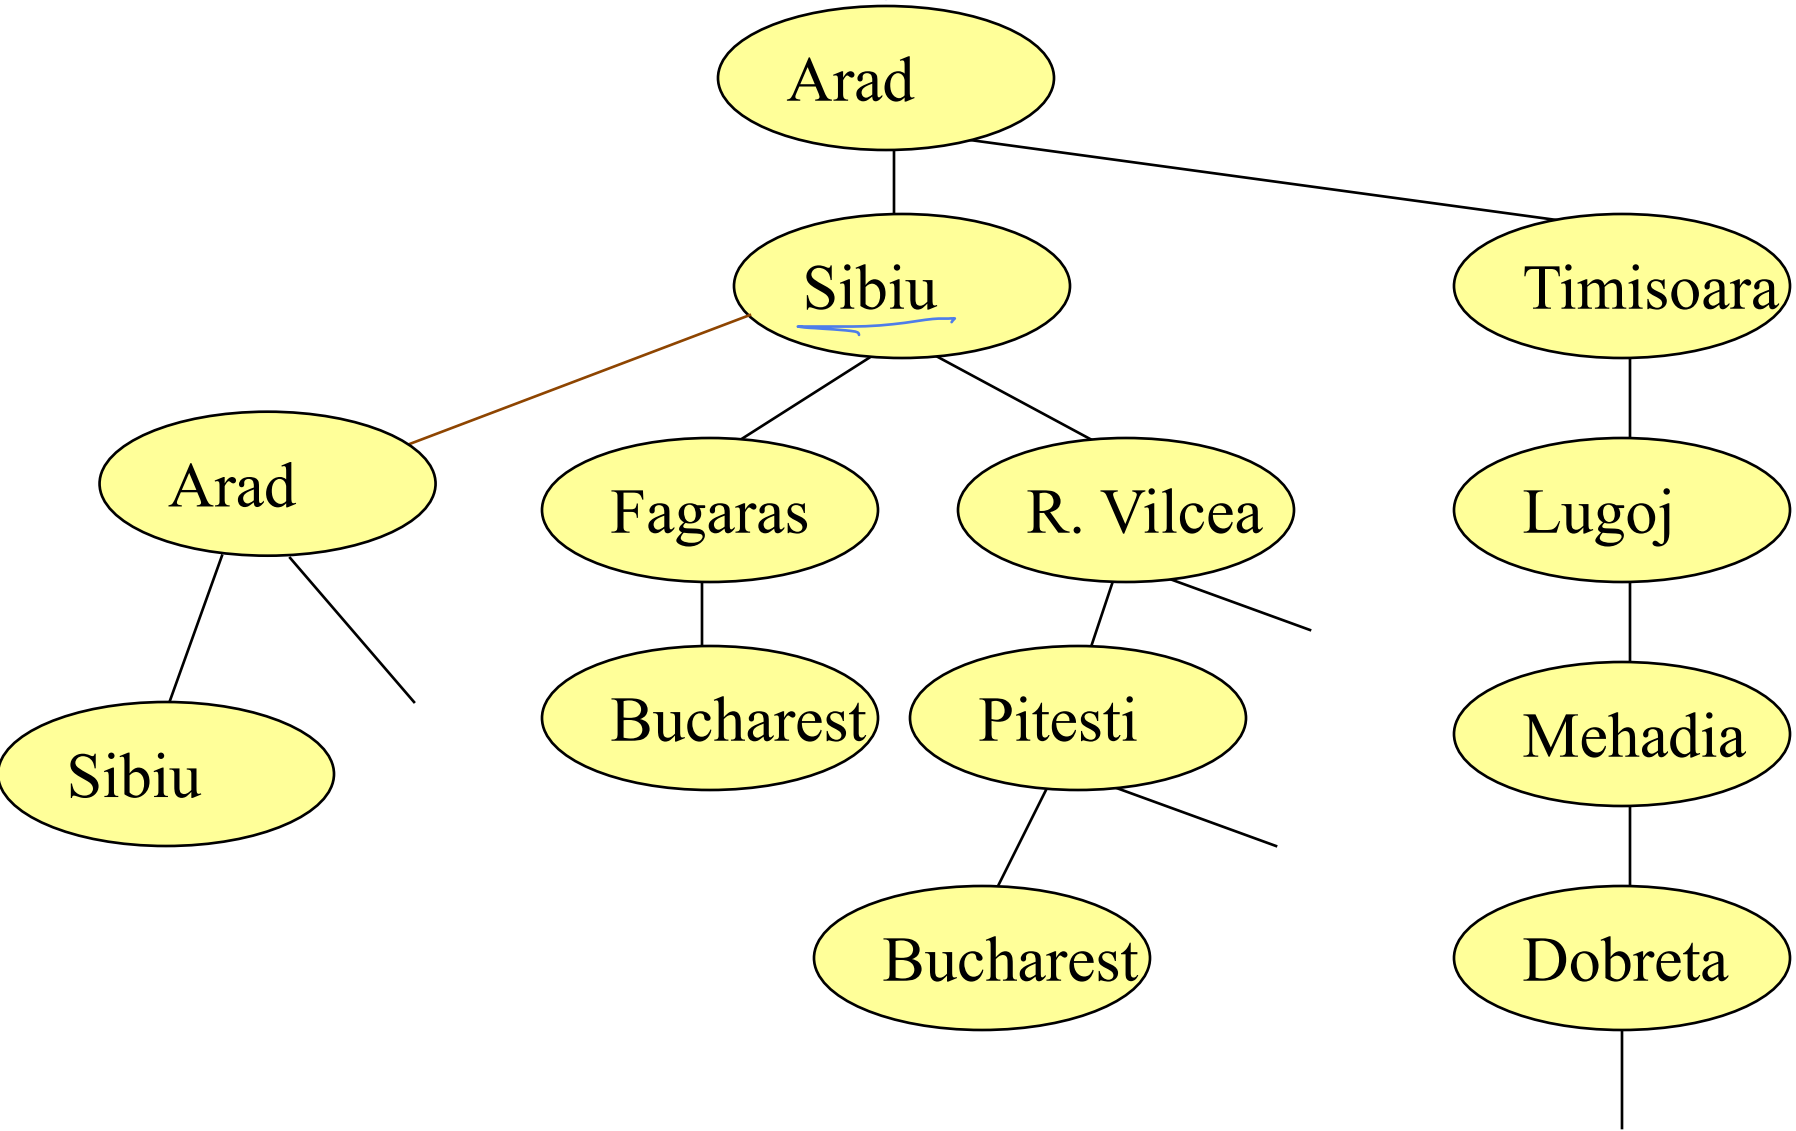 Arad
Sibiu
Timisoara
Arad
Fagaras
R. Vilcea
Lugoj
Sibiu
Bucharest
Pitesti
Mehadia
Bucharest
Dobreta